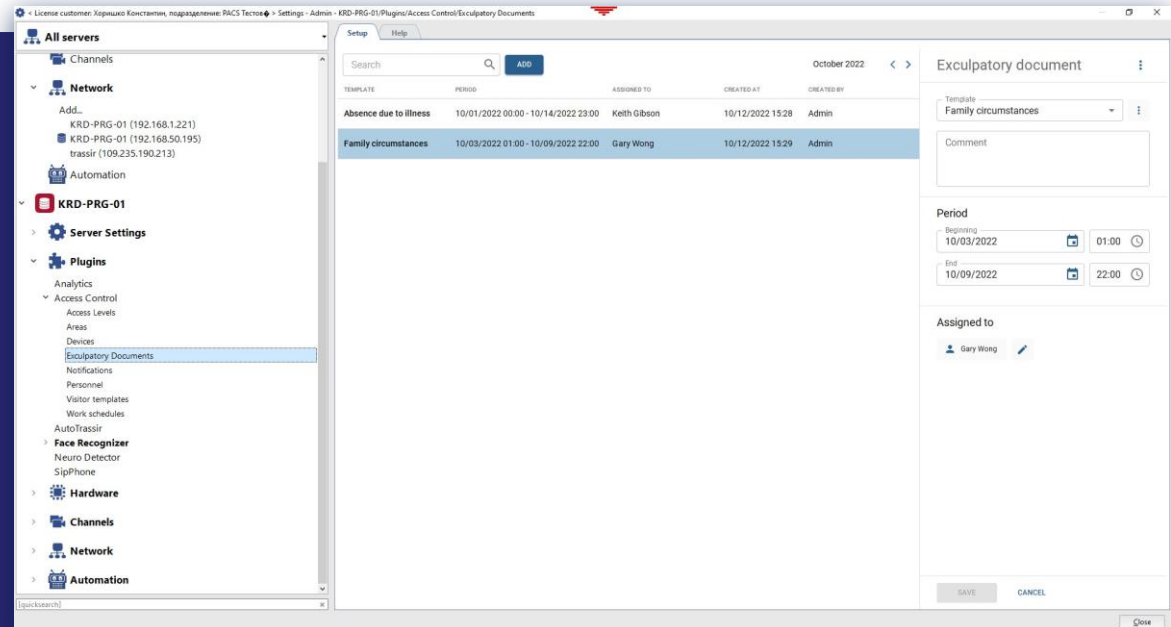 < License customer: Хоришко Константин, подразделение: PACS Тестов� > Settings - Admin - KRD-PRG-01/Plugins/Access Control/Exculpatory Documents
All servers
Channels
Network
Add...
KRD-PRG-01 (192.168.1.221)
KRD-PRG-01 (192.168.50.195)
trassir (109.235.190.213)
Automation
KRD-PRG-01
Server Settings
Plugins
Analytics
Access Control
Access Levels
Areas
Devices
Exculpatory Documents
Notifications
Personnel
Visitor templates
Work schedules
AutoTrassir
Face Recognizer
Neuro Detector
SipPhone
Hardware
Channels
Network
Automation
[quicksearch]
Setup Help
Search ADD October 2022
TEMPLATE PERIOD ASSIGNED TO CREATED AT CREATED BY
Absence due to illness 10/01/2022 00:00 - 10/14/2022 23:00 Keith Gibson 10/12/2022 15:28 Admin
Family circumstances 10/03/2022 01:00 - 10/09/2022 22:00 Gary Wong 10/12/2022 15:29 Admin
Exculpatory document
Template
Family circumstances
Comment
Period
Beginning
10/03/2022 01:00
End
10/09/2022 22:00
Assigned to
Gary Wong
SAVE CANCEL
Close